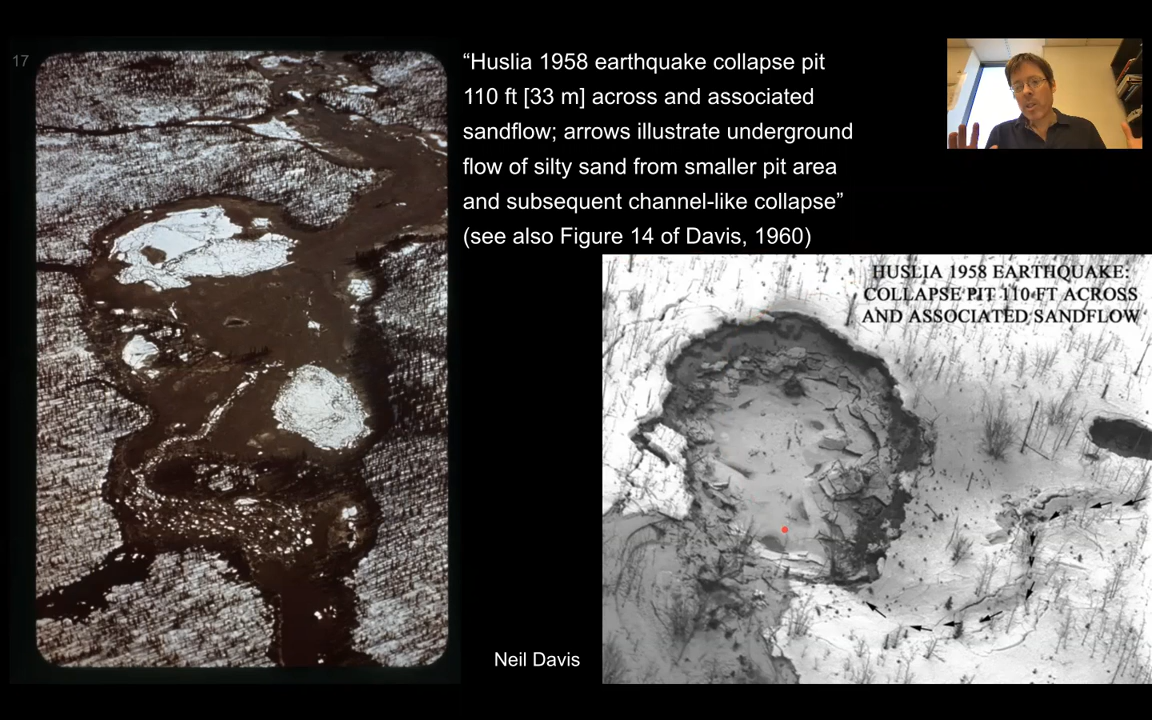 17
“Huslia 1958 earthquake collapse pit
110 ft [33 m] across and associated
sandflow; arrows illustrate underground
flow of silty sand from smaller pit area
and subsequent channel-like collapse”
(see also Figure 14 of Davis, 1960)
HUSLIA 1958 EARTHQUAKE:
COLLAPSE PIT 110 FT ACROSS
AND ASSOCIATED SANDFLOW
Neil Davis